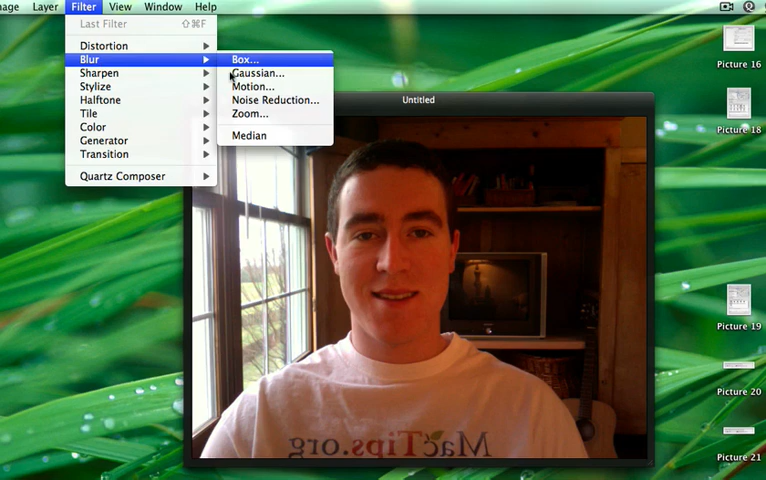 mage Layer Filter View Window Help
Last Filter ⇧⌘F
Distortion
Blur
Sharpen
Stylize
Halftone
Tile
Color
Generator
Transition
Quartz Composer
Box...
Gaussian...
Motion...
Noise Reduction...
Zoom...
Median
Untitled
MacTips.org
Picture 16
Picture 18
Picture 19
Picture 20
Picture 21